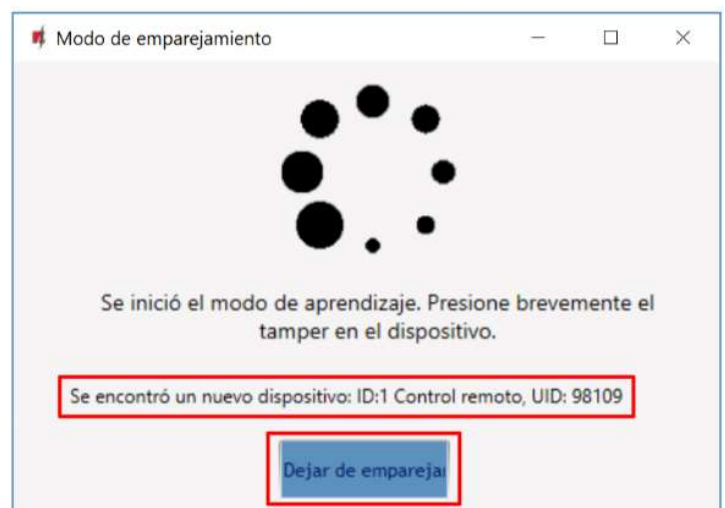 Modo de emparejamiento
Se inició el modo de aprendizaje. Presione brevemente el
tamper en el dispositivo.
Se encontró un nuevo dispositivo: ID:1 Control remoto, UID: 98109
Dejar de empareja